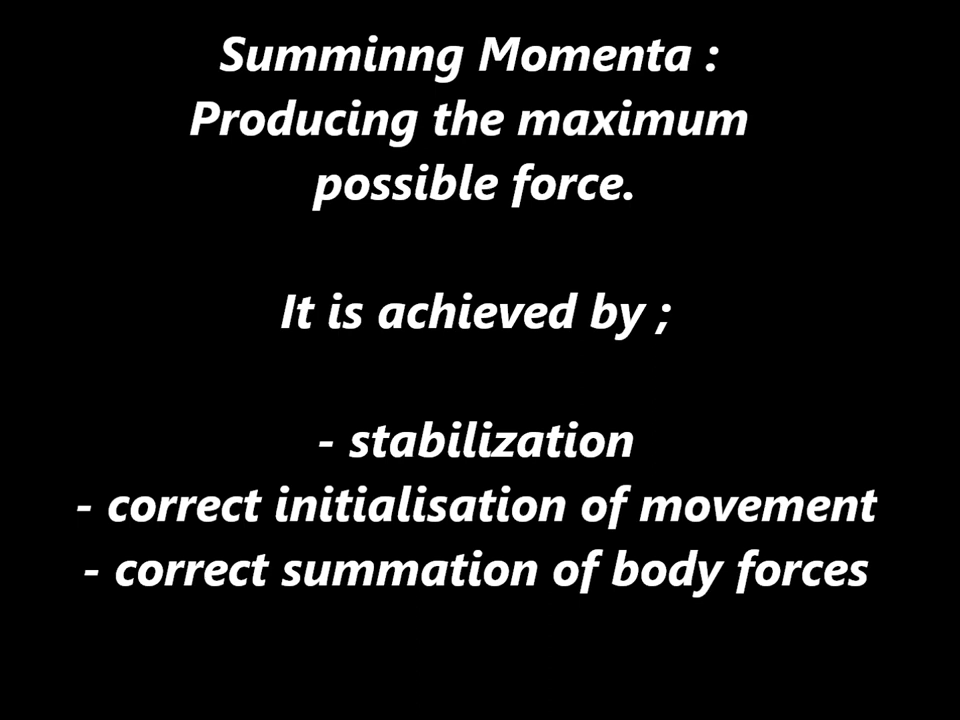 Summinng Momenta :
Producing the maximum
possible force.
It is achieved by ;
- stabilization
- correct initialisation of movement
- correct summation of body forces